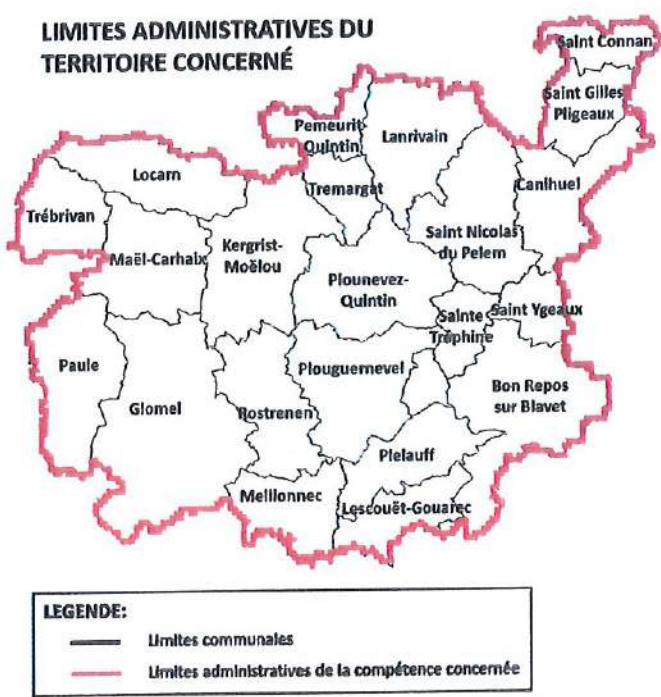 LIMITES ADMINISTRATIVES DU
TERRITOIRE CONCERNÉ
Saint Connan
Saint Gilles
Pligeaux
Pemeurit
Quintin
Lanrivain
Locarn
Tremargat
Canihuel
Trébrivan
Saint Nicolas
du Pelem
Kergrist-
Moëlou
Maël-Carhaix
Plounevez-
Quintin
Sainte
Tréphine
Saint Ygeaux
Paule
Plouguernevel
Bon Repos
sur Blavet
Glomel
Rostrenen
Plelauff
Mellionnec
Lescouët-Gouarec
LEGENDE:
Limites communales
Limites administratives de la compétence concernée